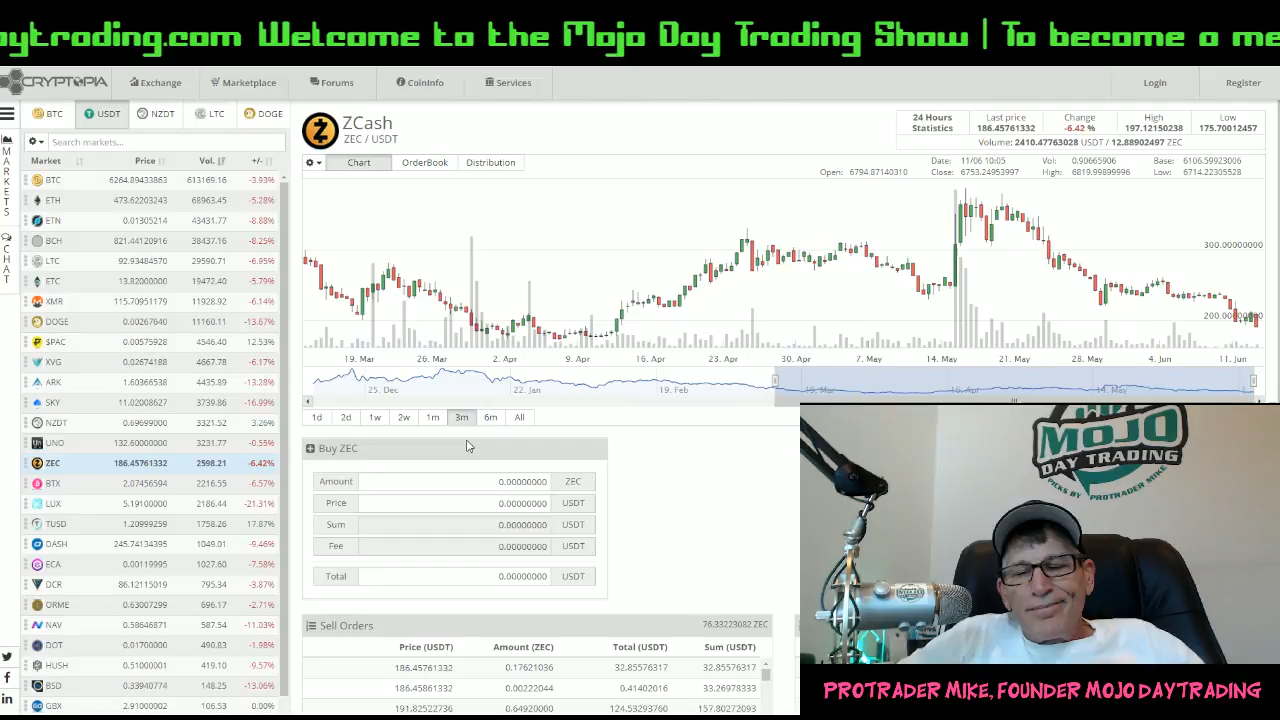 aytrading.com Welcome to the Mojo Day Trading Show | To become a me
CRYPTOPIA Exchange Marketplace Forums CoinInfo Services Login Register
BTC USDT NZDT LTC DOGE
Search markets...
Market Price Vol. +/-
BTC 6264.89433863 613169.16 -3.93%
ETH 473.62203243 68963.45 -5.28%
ETN 0.01305214 43431.77 -8.88%
BCH 821.44120916 38437.16 -8.25%
LTC 92.93484570 29590.71 -6.95%
ETC 13.82000000 19472.40 -5.79%
XMR 115.70951179 11928.92 -6.14%
DOGE 0.00267640 11160.11 -13.67%
$PAC 0.00575928 4546.40 12.53%
XVG 0.02674188 4667.78 -6.17%
ARK 1.60366538 4435.89 -13.28%
SKY 11.02008627 3739.86 -16.99%
NZDT 0.69699000 3321.52 3.26%
UNO 132.60000000 3231.77 -0.55%
ZEC 186.45761332 2598.21 -6.42%
BTX 2.07456594 2216.55 -6.57%
LUX 5.19100000 2186.44 -21.31%
TUSD 1.20999259 1758.26 17.87%
DASH 245.74134395 1049.01 -9.46%
ECA 0.00119995 1027.60 -7.58%
DCR 86.12115019 795.34 -3.87%
ORME 0.63007299 696.17 -2.71%
NAV 0.58646871 504.84 -11.03%
DOT 0.01700000 490.83 -1.98%
HUSH 0.51000001 419.10 -9.57%
BSD 0.33940774 148.25 -13.06%
GBX 2.91000002 106.53 0.00%
MARKETS
CHAT
ZCash
ZEC / USDT
24 Hours Statistics
Last price 186.45761332
Change -6.42 %
High 197.12150238
Low 175.70012457
Volume: 2410.47763028 USDT / 12.88902497 ZEC
Chart OrderBook Distribution
Date: 11/06 10:05 Vol: 0.90665906 Base: 6106.59923006
Open: 6794.87140310 Close: 6753.24953997 High: 6819.99899996 Low: 6714.22305528
300.00000000
200.00000000
19. Mar 26. Mar 2. Apr 9. Apr 16. Apr 23. Apr 30. Apr 7. May 14. May 21. May 28. May 4. Jun 11. Jun
25. Dec 22. Jan 19. Feb 19. Mar 16. Apr 14. May
1d 2d 1w 2w 1m 3m 6m All
Buy ZEC
Amount 0.00000000 ZEC
Price 0.00000000 USDT
Sum 0.00000000 USDT
Fee 0.00000000 USDT
Total 0.00000000 USDT
Sell Orders 76.33223082 ZEC
Price (USDT) Amount (ZEC) Total (USDT) Sum (USDT)
186.45761332 0.17621036 32.85576317 32.85576317
186.45861332 0.00222044 0.41402016 33.26978333
191.82522736 0.64920000 124.53293760 157.80272093
MOJO
DAY TRADING
PICKS BY PROTRADER MIKE
PROTRADER MIKE, FOUNDER MOJO DAYTRADING